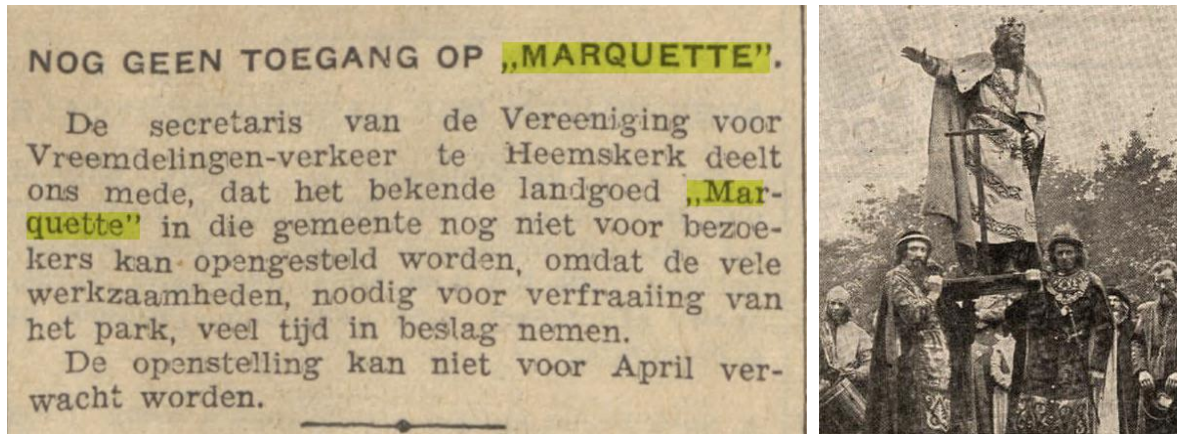 NOG GEEN TOEGANG OP „MARQUETTE”.
De secretaris van de Vereeniging voor
Vreemdelingen-verkeer te Heemskerk deelt
ons mede, dat het bekende landgoed „Mar-
quette” in die gemeente nog niet voor bezoe-
kers kan opengesteld worden, omdat de vele
werkzaamheden, noodig voor verfraaiing van
het park, veel tijd in beslag nemen.
De openstelling kan niet voor April ver-
wacht worden.